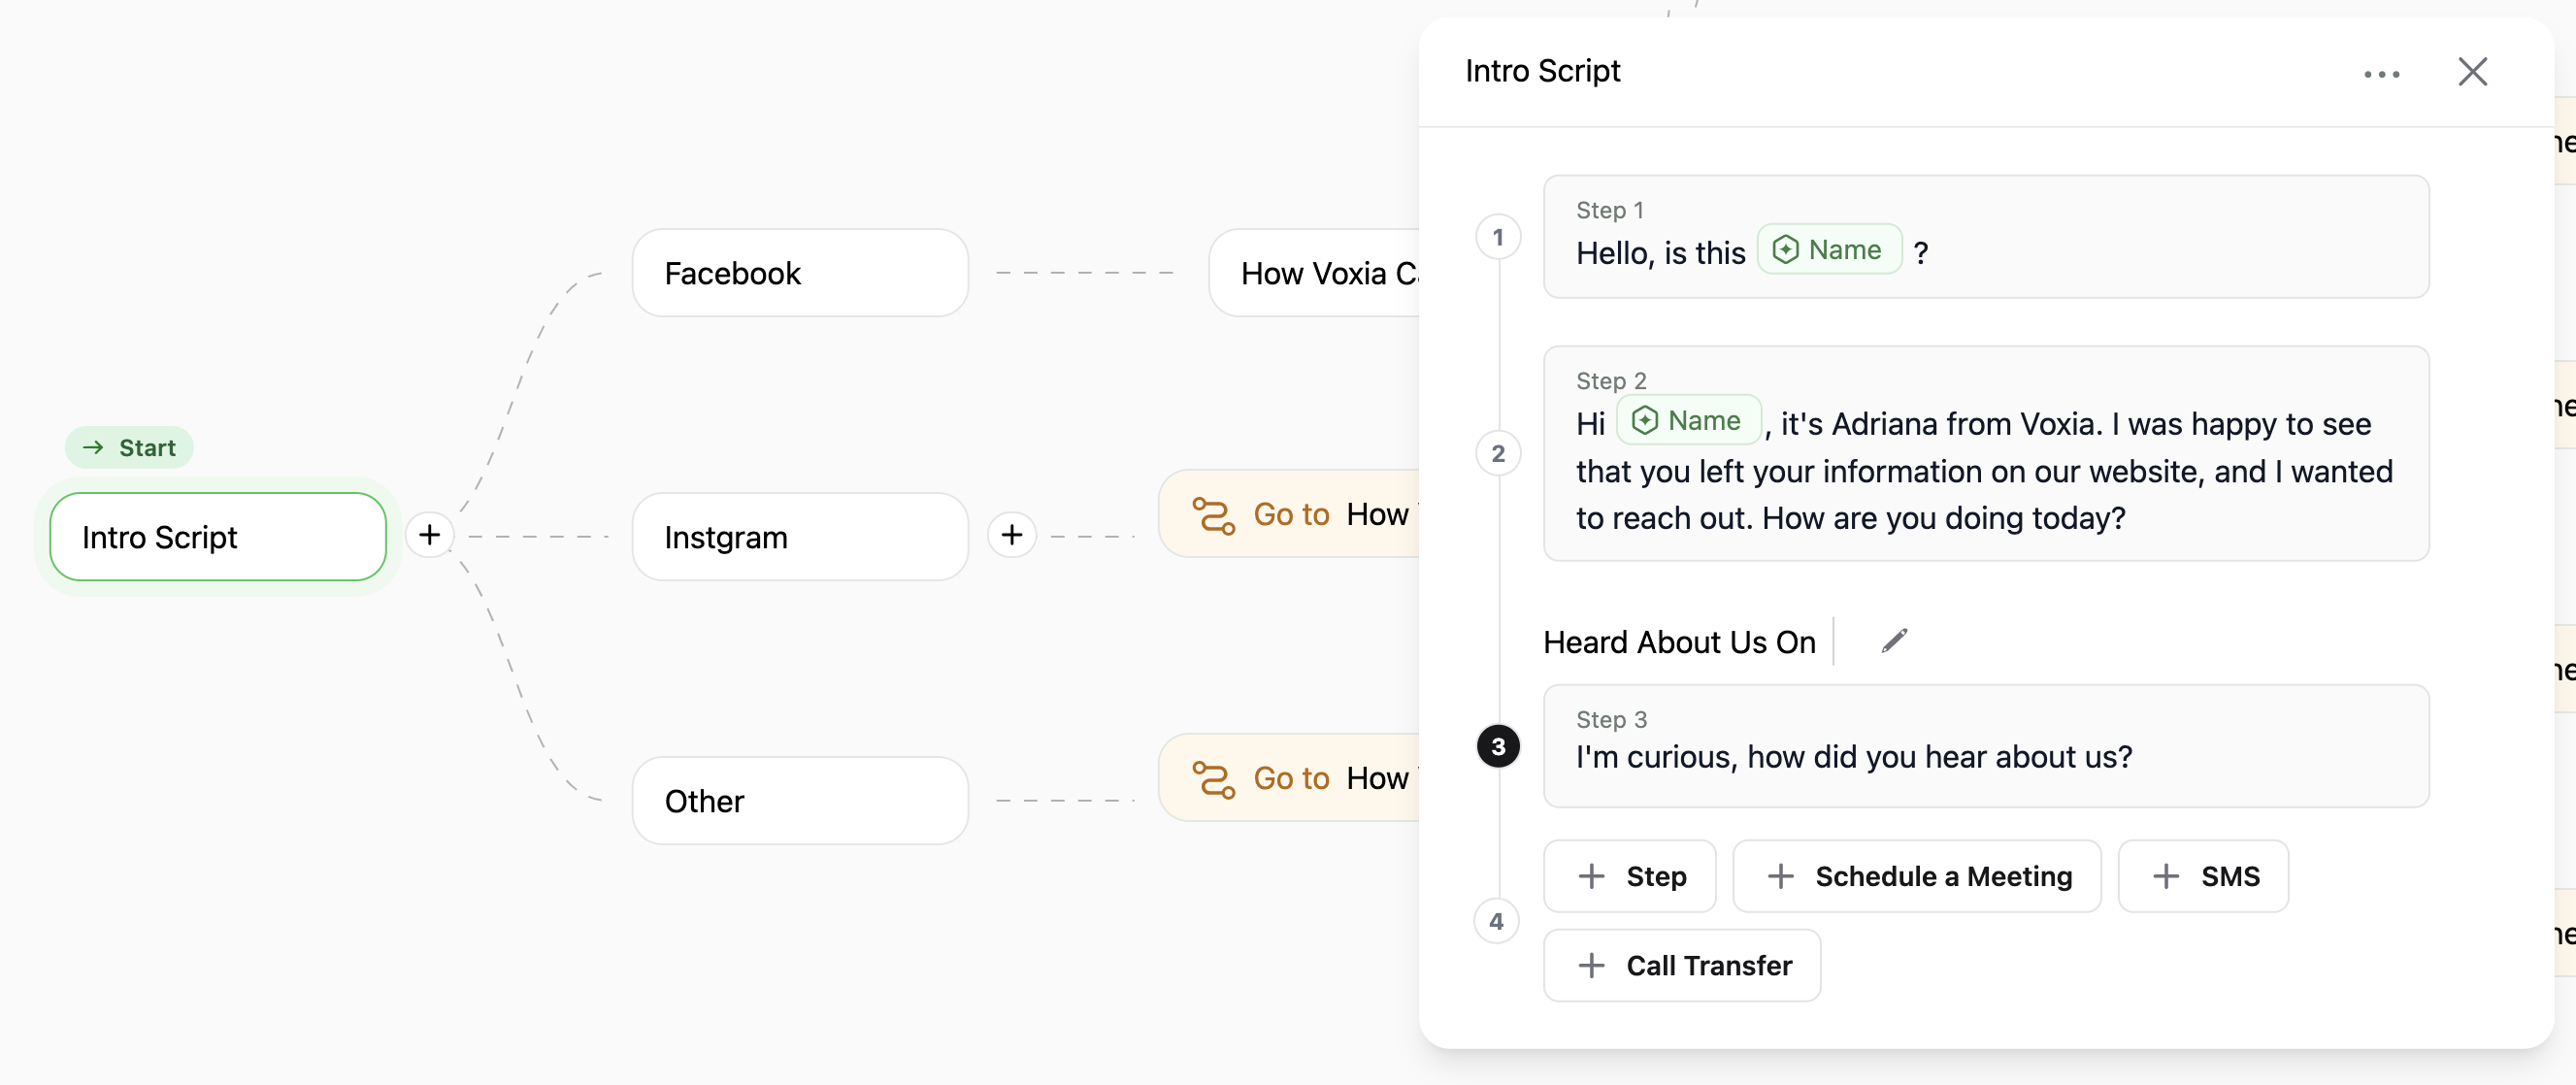 Start
Intro Script
Facebook
Instgram
Other
How Voxia
Go to How
Go to How
Intro Script
1
Step 1
Hello, is this Name ?
2
Step 2
Hi Name , it's Adriana from Voxia. I was happy to see
that you left your information on our website, and I wanted
to reach out. How are you doing today?
Heard About Us On
3
Step 3
I'm curious, how did you hear about us?
4
Step
Schedule a Meeting
SMS
Call Transfer